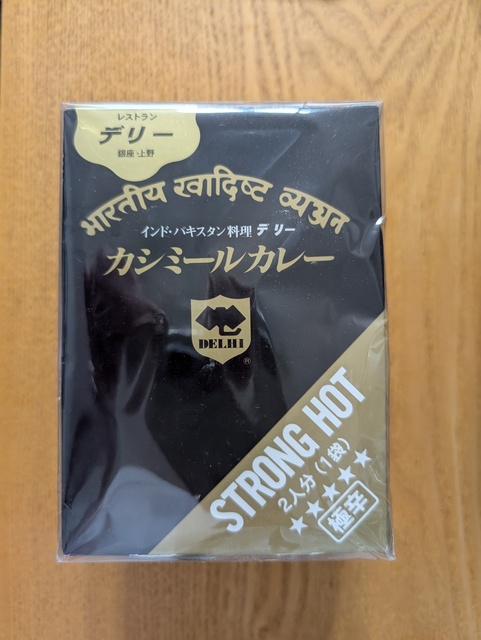 レストラン
デリー
銀座・上野
भारतीय स्वादिष्ट व्यञ्जन
インド・パキスタン料理 デリー
カシミールカレー
DELHI
®
STRONG HOT
2人分(1袋)
★★★★★
極辛